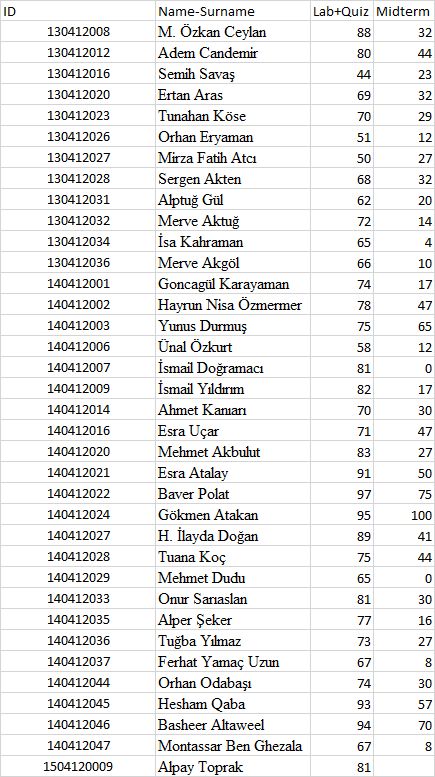 ID Name-Surname Lab+Quiz Midterm
130412008 M. Özkan Ceylan 88 32
130412012 Adem Candemir 80 44
130412016 Semih Savaş 44 23
130412020 Ertan Aras 69 32
130412023 Tunahan Köse 70 29
130412026 Orhan Eryaman 51 12
130412027 Mirza Fatih Atcı 50 27
130412028 Sergen Akten 68 32
130412031 Alptuğ Gül 62 20
130412032 Merve Aktuğ 72 14
130412034 İsa Kahraman 65 4
130412036 Merve Akgöl 66 10
140412001 Goncagül Karayaman 74 17
140412002 Hayrun Nisa Özmermer 78 47
140412003 Yunus Durmuş 75 65
140412006 Ünal Özkurt 58 12
140412007 İsmail Doğramacı 81 0
140412009 İsmail Yıldırım 82 17
140412014 Ahmet Kanıarı 70 30
140412016 Esra Uçar 71 47
140412020 Mehmet Akbulut 83 27
140412021 Esra Atalay 91 50
140412022 Baver Polat 97 75
140412024 Gökmen Atakan 95 100
140412027 H. İlayda Doğan 89 41
140412028 Tuana Koç 75 44
140412029 Mehmet Dudu 65 0
140412033 Onur Sarıaslan 81 30
140412035 Alper Şeker 77 16
140412036 Tuğba Yılmaz 73 27
140412037 Ferhat Yamaç Uzun 67 8
140412044 Orhan Odabaşı 74 30
140412045 Hesham Qaba 93 57
140412046 Basheer Altaweel 94 70
140412047 Montassar Ben Ghezala 67 8
1504120009 Alpay Toprak 81